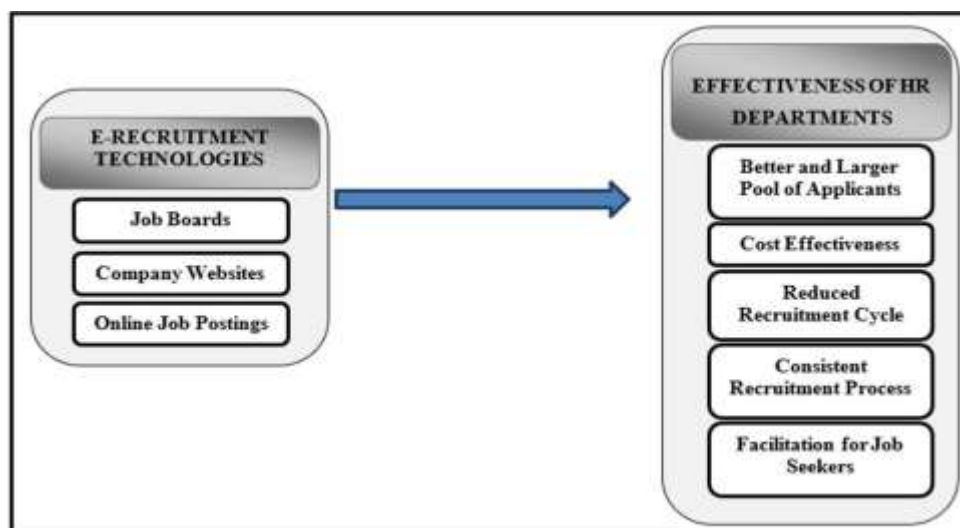 E-RECRUITMENT
TECHNOLOGIES
Job Boards
Company Websites
Online Job Postings
EFFECTIVENESS OF HR
DEPARTMENTS
Better and Larger
Pool of Applicants
Cost Effectiveness
Reduced
Recruitment Cycle
Consistent
Recruitment Process
Facilitation for Job
Seekers